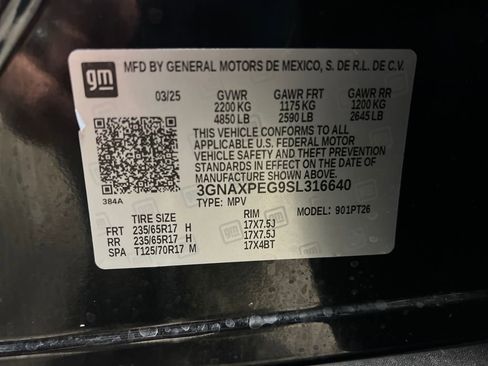 gm
MFD BY GENERAL MOTORS DE MEXICO, S. DE R.L. DE C.V.
03/25 GVWR GAWR FRT GAWR RR
2200 KG 1175 KG 1200 KG
4850 LB 2590 LB 2645 LB
THIS VEHICLE CONFORMS TO ALL
APPLICABLE U.S. FEDERAL MOTOR
VEHICLE SAFETY, BUMPER, AND THEFT
PREVENTION STANDARDS IN EFFECT ON
THE DATE OF MANUFACTURE SHOWN ABOVE.
3GNAXPEG9SL316640
384A
TYPE: MPV MODEL: 901PT26
TIRE SIZE RIM
FRT 235/65R17 H 17X7.5J
RR 235/65R17 H 17X7.5J
SPA T125/70R17 M 17X4BT